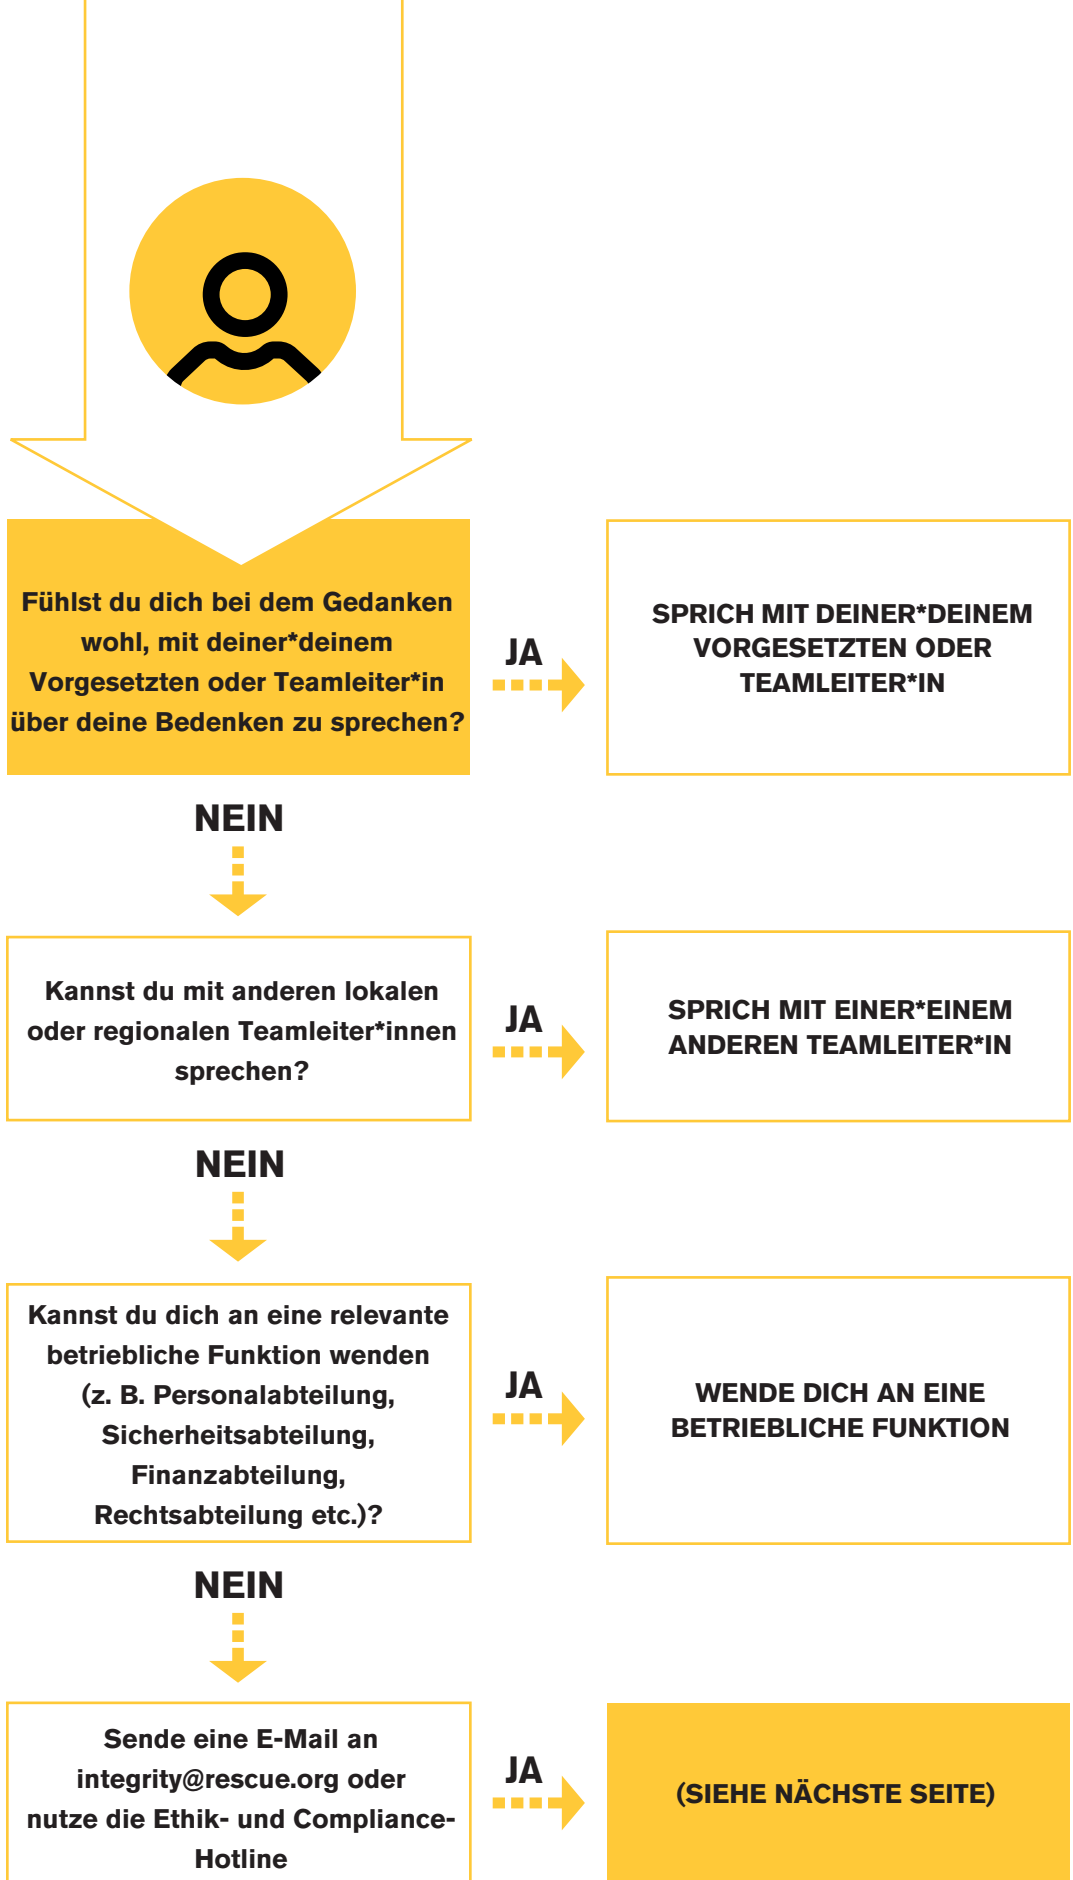 Fühlst du dich bei dem Gedanken
wohl, mit deiner*deinem
Vorgesetzten oder Teamleiter*in
über deine Bedenken zu sprechen?
JA
SPRICH MIT DEINER*DEINEM
VORGESETZTEN ODER
TEAMLEITER*IN
NEIN
Kannst du mit anderen lokalen
oder regionalen Teamleiter*innen
sprechen?
JA
SPRICH MIT EINER*EINEM
ANDEREN TEAMLEITER*IN
NEIN
Kannst du dich an eine relevante
betriebliche Funktion wenden
(z. B. Personalabteilung,
Sicherheitsabteilung,
Finanzabteilung,
Rechtsabteilung etc.)?
JA
WENDE DICH AN EINE
BETRIEBLICHE FUNKTION
NEIN
Sende eine E-Mail an
integrity@rescue.org oder
nutze die Ethik- und Compliance-
Hotline
JA
(SIEHE NÄCHSTE SEITE)